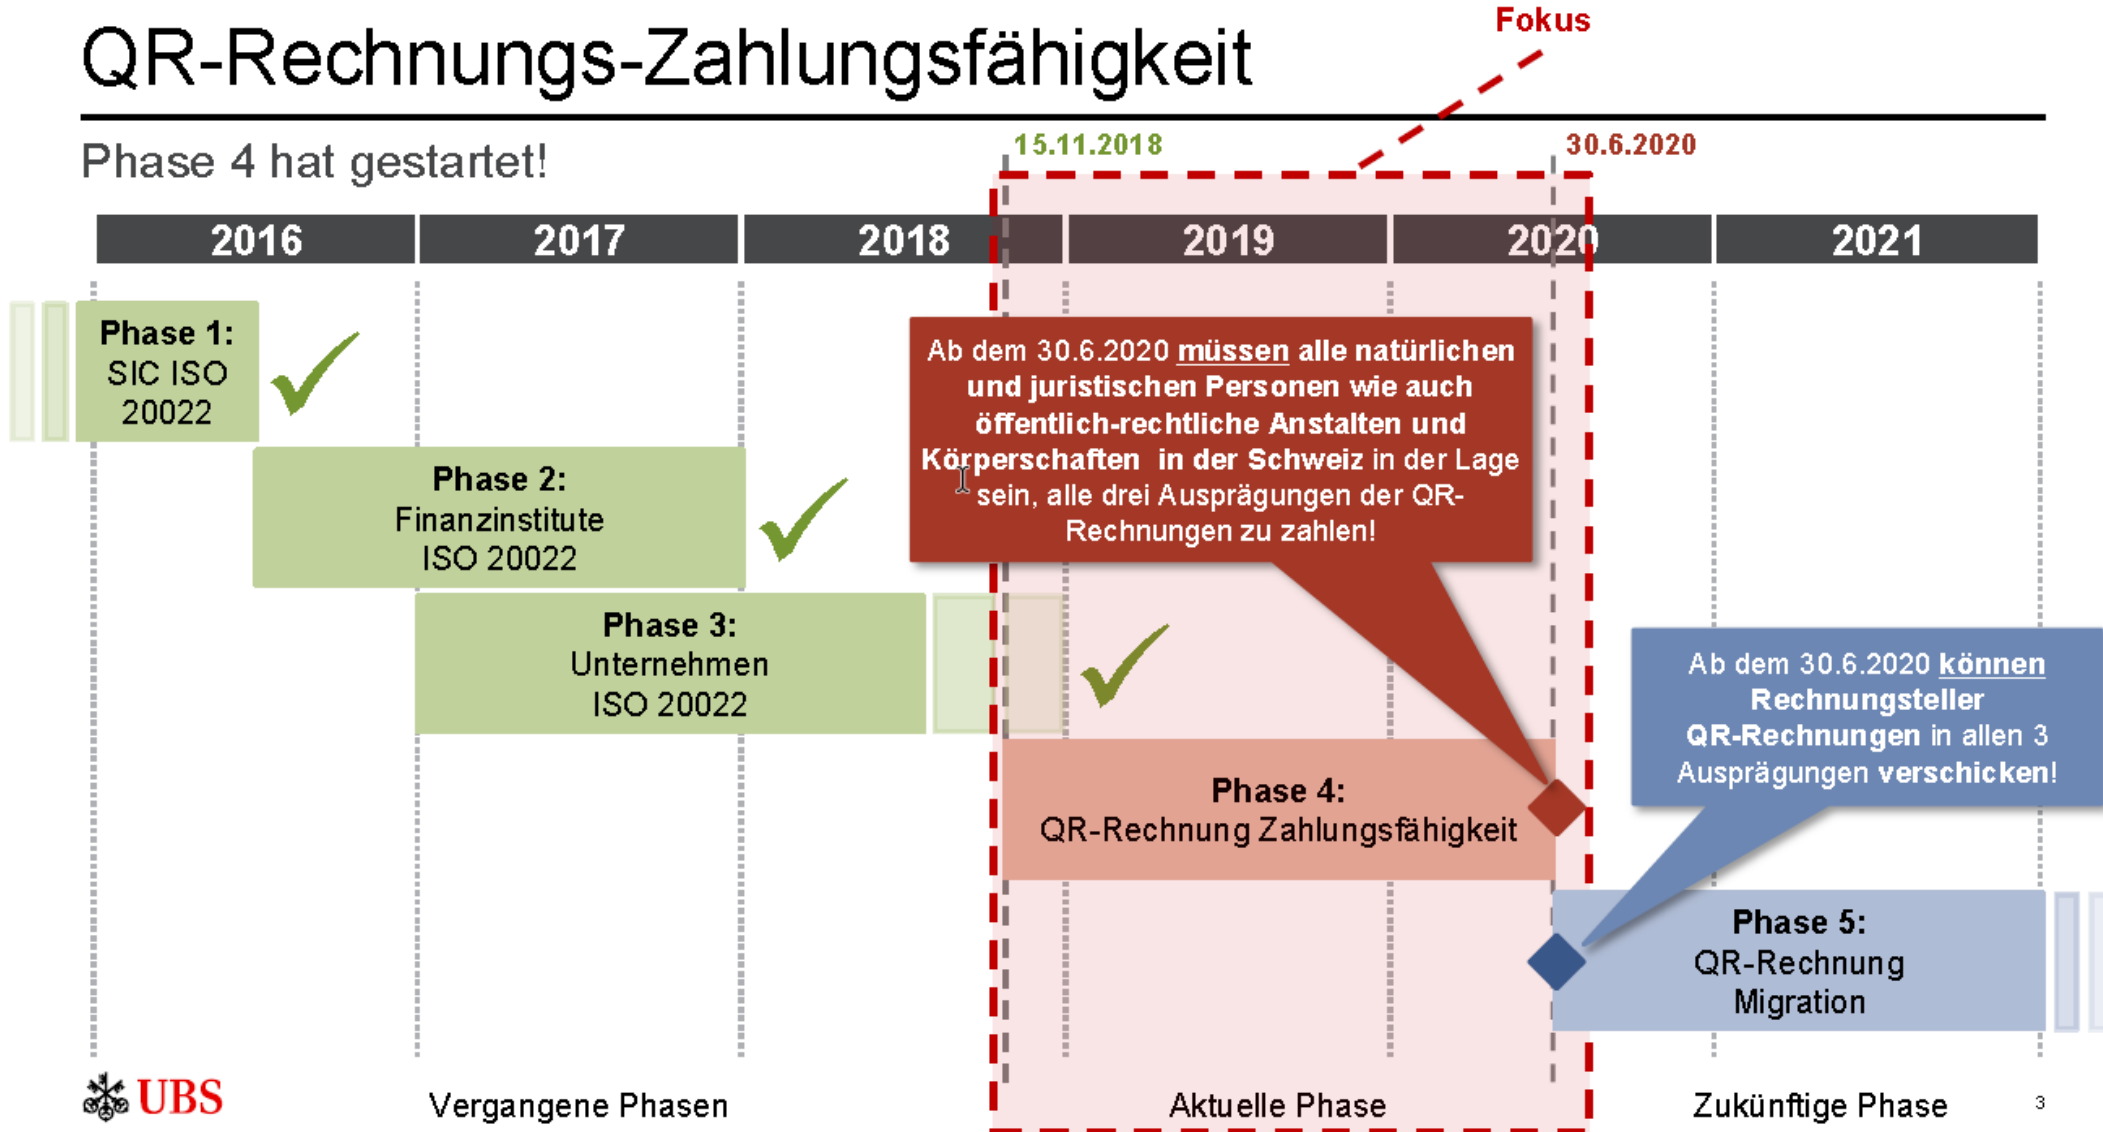 QR-Rechnungs-Zahlungsfähigkeit
Fokus
Phase 4 hat gestartet!
15.11.2018
30.6.2020
2016
2017
2018
2019
2020
2021
Phase 1:
SIC ISO
20022
Phase 2:
Finanzinstitute
ISO 20022
Phase 3:
Unternehmen
ISO 20022
Ab dem 30.6.2020 müssen alle natürlichen
und juristischen Personen wie auch
öffentlich-rechtliche Anstalten und
Körperschaften in der Schweiz in der Lage
sein, alle drei Ausprägungen der QR-
Rechnungen zu zahlen!
Phase 4:
QR-Rechnung Zahlungsfähigkeit
Ab dem 30.6.2020 können
Rechnungsteller
QR-Rechnungen in allen 3
Ausprägungen verschicken!
Phase 5:
QR-Rechnung
Migration
UBS
Vergangene Phasen
Aktuelle Phase
Zukünftige Phase
3